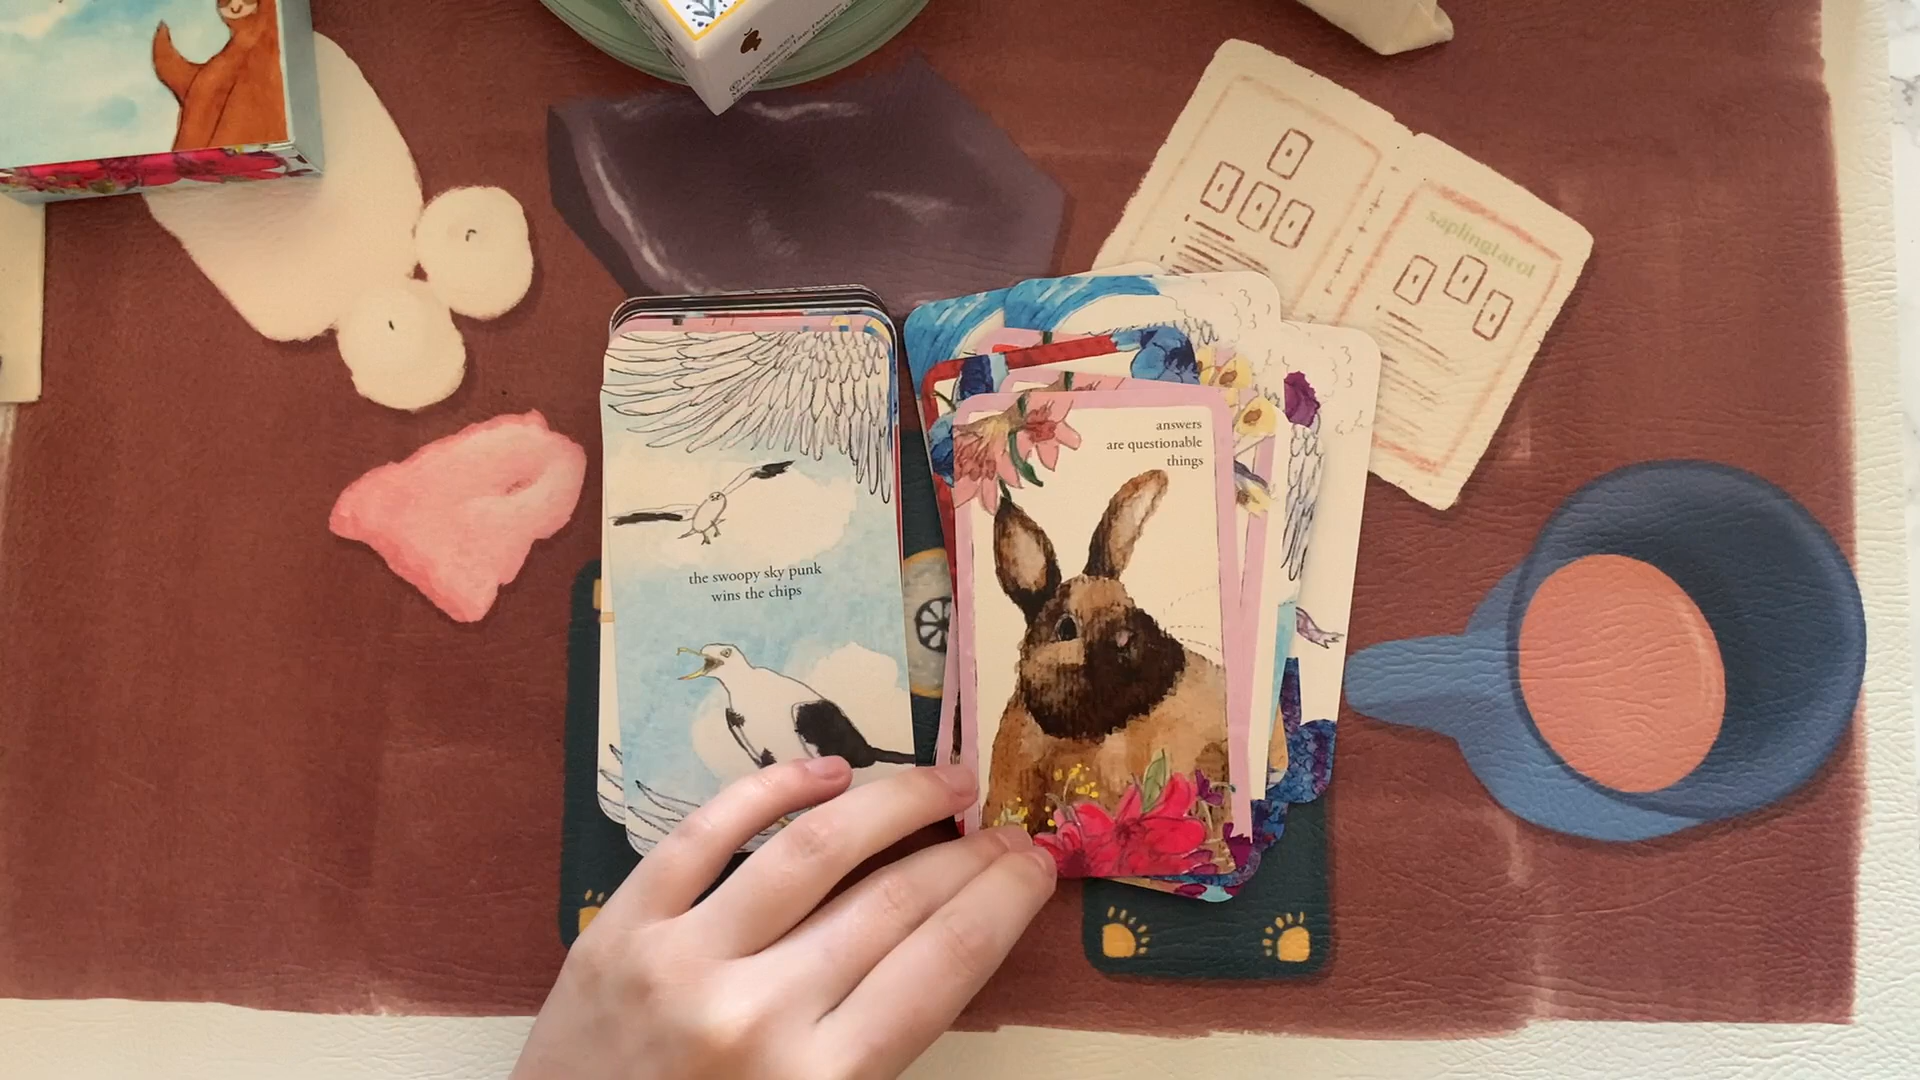 saplingtarot
answers
are questionable
things
the swoopy sky punk
wins the chips